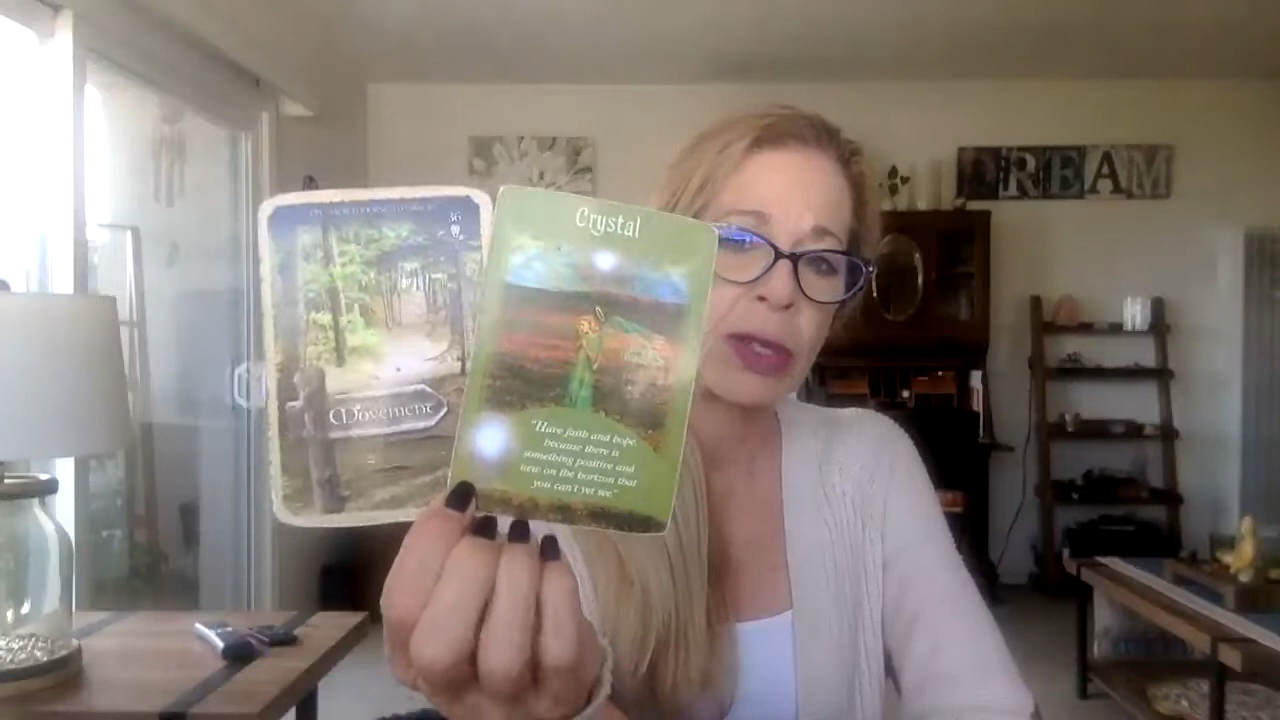 36
Movement
Crystal
"Have faith and hope,
because there is
something positive and
new on the horizon that
you can't yet see."
DREAM